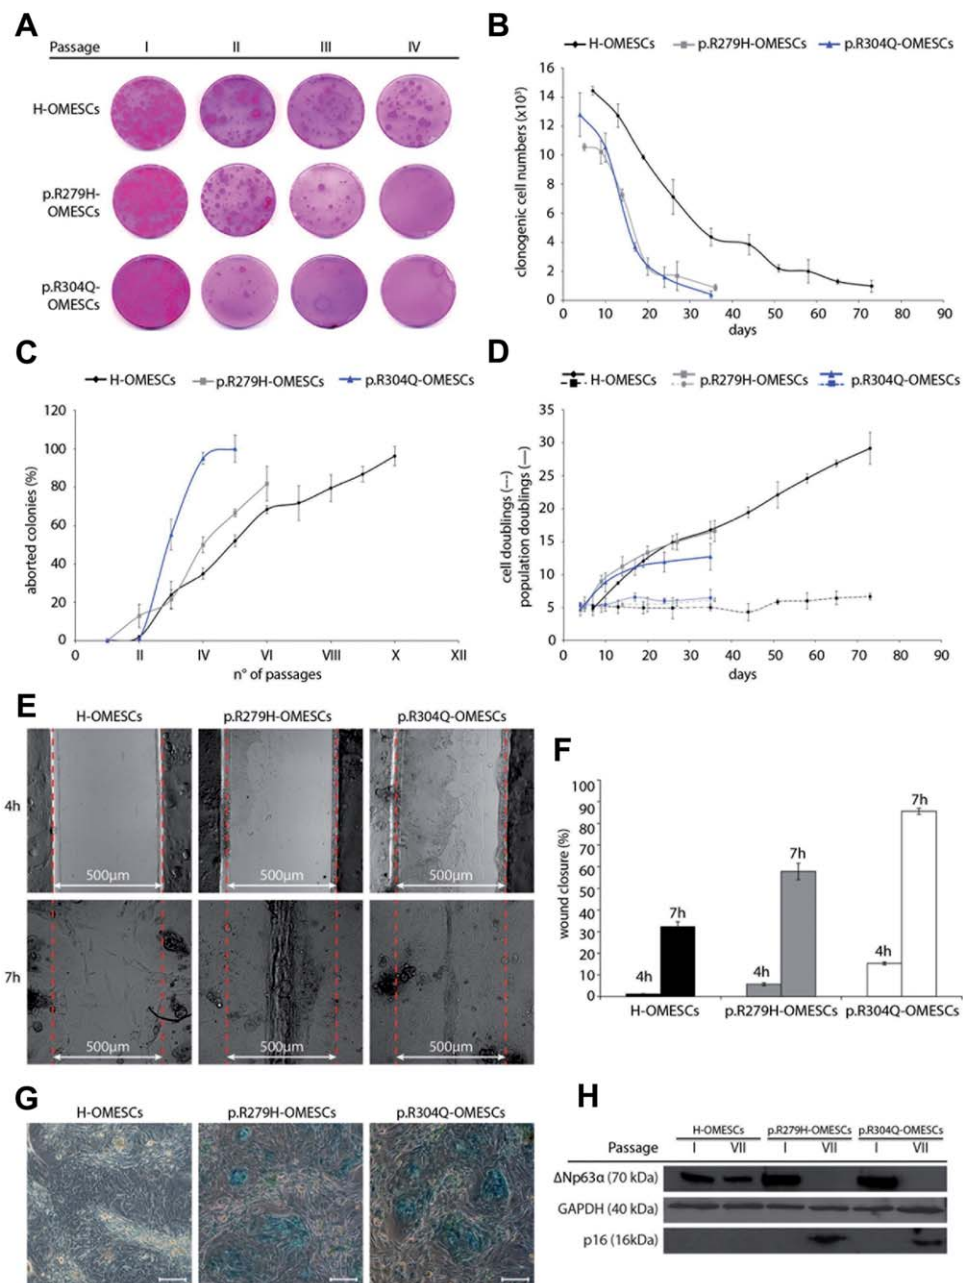 A
Passage I II III IV
H-OMESCs
p.R279H-
OMESCs
p.R304Q-
OMESCs
B
H-OMESCs p.R279H-OMESCs p.R304Q-OMESCs
clonogenic cell numbers (x10³)
16
14
12
10
8
6
4
2
0
0 10 20 30 40 50 60 70 80 90
days
C
H-OMESCs p.R279H-OMESCs p.R304Q-OMESCs
aborted colonies (%)
120
100
80
60
40
20
0
0 II IV VI VIII X XII
n° of passages
D
H-OMESCs p.R279H-OMESCs p.R304Q-OMESCs
cell doublings (---)
population doublings (—)
35
30
25
20
15
10
5
0
0 10 20 30 40 50 60 70 80 90
days
E
H-OMESCs p.R279H-OMESCs p.R304Q-OMESCs
4h
500µm 500µm 500µm
7h
500µm 500µm 500µm
F
wound closure (%)
100
90
80
70
60
50
40
30
20
10
0
4h 7h 4h 7h 4h 7h
H-OMESCs p.R279H-OMESCs p.R304Q-OMESCs
G
H-OMESCs p.R279H-OMESCs p.R304Q-OMESCs
H
H-OMESCs p.R279H-OMESCs p.R304Q-OMESCs
Passage I VII I VII I VII
ΔNp63α (70 kDa)
GAPDH (40 kDa)
p16 (16kDa)